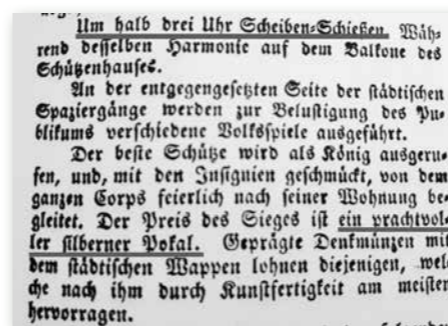 Um halb drei Uhr Scheiben-Schießen. Wäh-
rend desselben Harmonie auf dem Balkone des
Schützenhauses.
An der entgegengesetzten Seite der städtischen
Spaziergänge werden zur Belustigung des Pu-
blikums verschiedene Volksspiele ausgeführt.
Der beste Schütze wird als König ausgeru-
fen, und, mit den Insignien geschmückt, von dem
ganzen Corps feierlich nach seiner Wohnung be-
gleitet. Der Preis des Sieges ist ein prachtvol-
ler silberner Pokal. Geprägte Denkmünzen mit
dem städtischen Wappen lohnen diejenigen, wel-
che nach ihm durch Kunstfertigkeit am meisten
hervorragen.